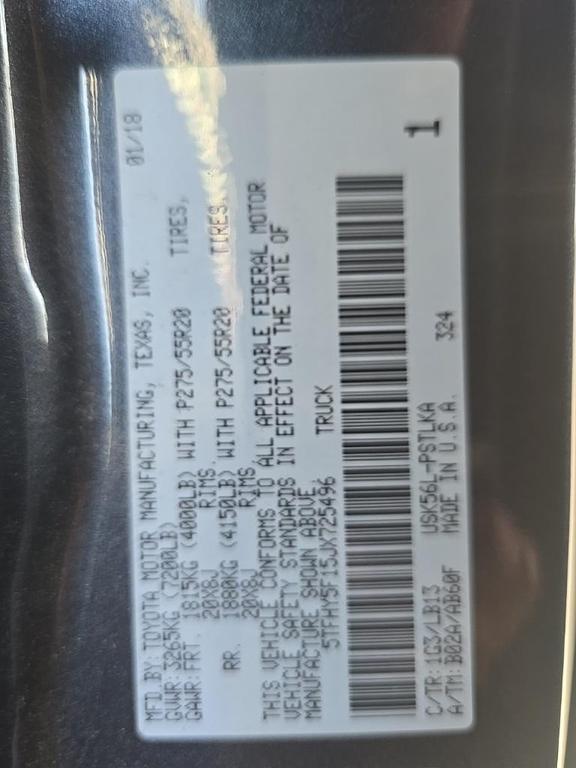 MFD.BY:TOYOTA MOTOR MANUFACTURING, TEXAS, INC. 01/18
GVWR:3265KG (7200LB)
GAWR:FRT. 1815KG (4000LB) WITH P275/55R20 TIRES,
20X8J RIMS,
RR. 1880KG (4150LB) WITH P275/55R20 TIRES,
20X8J RIMS,
THIS VEHICLE CONFORMS TO ALL APPLICABLE FEDERAL MOTOR
VEHICLE SAFETY STANDARDS IN EFFECT ON THE DATE OF
MANUFACTURE SHOWN ABOVE.
5TFHY5F15JX725496 TRUCK
1
C/TR:1G3/LB13 USK56L-PSTLKA
A/TM:B02A/AB60F MADE IN U.S.A. 324